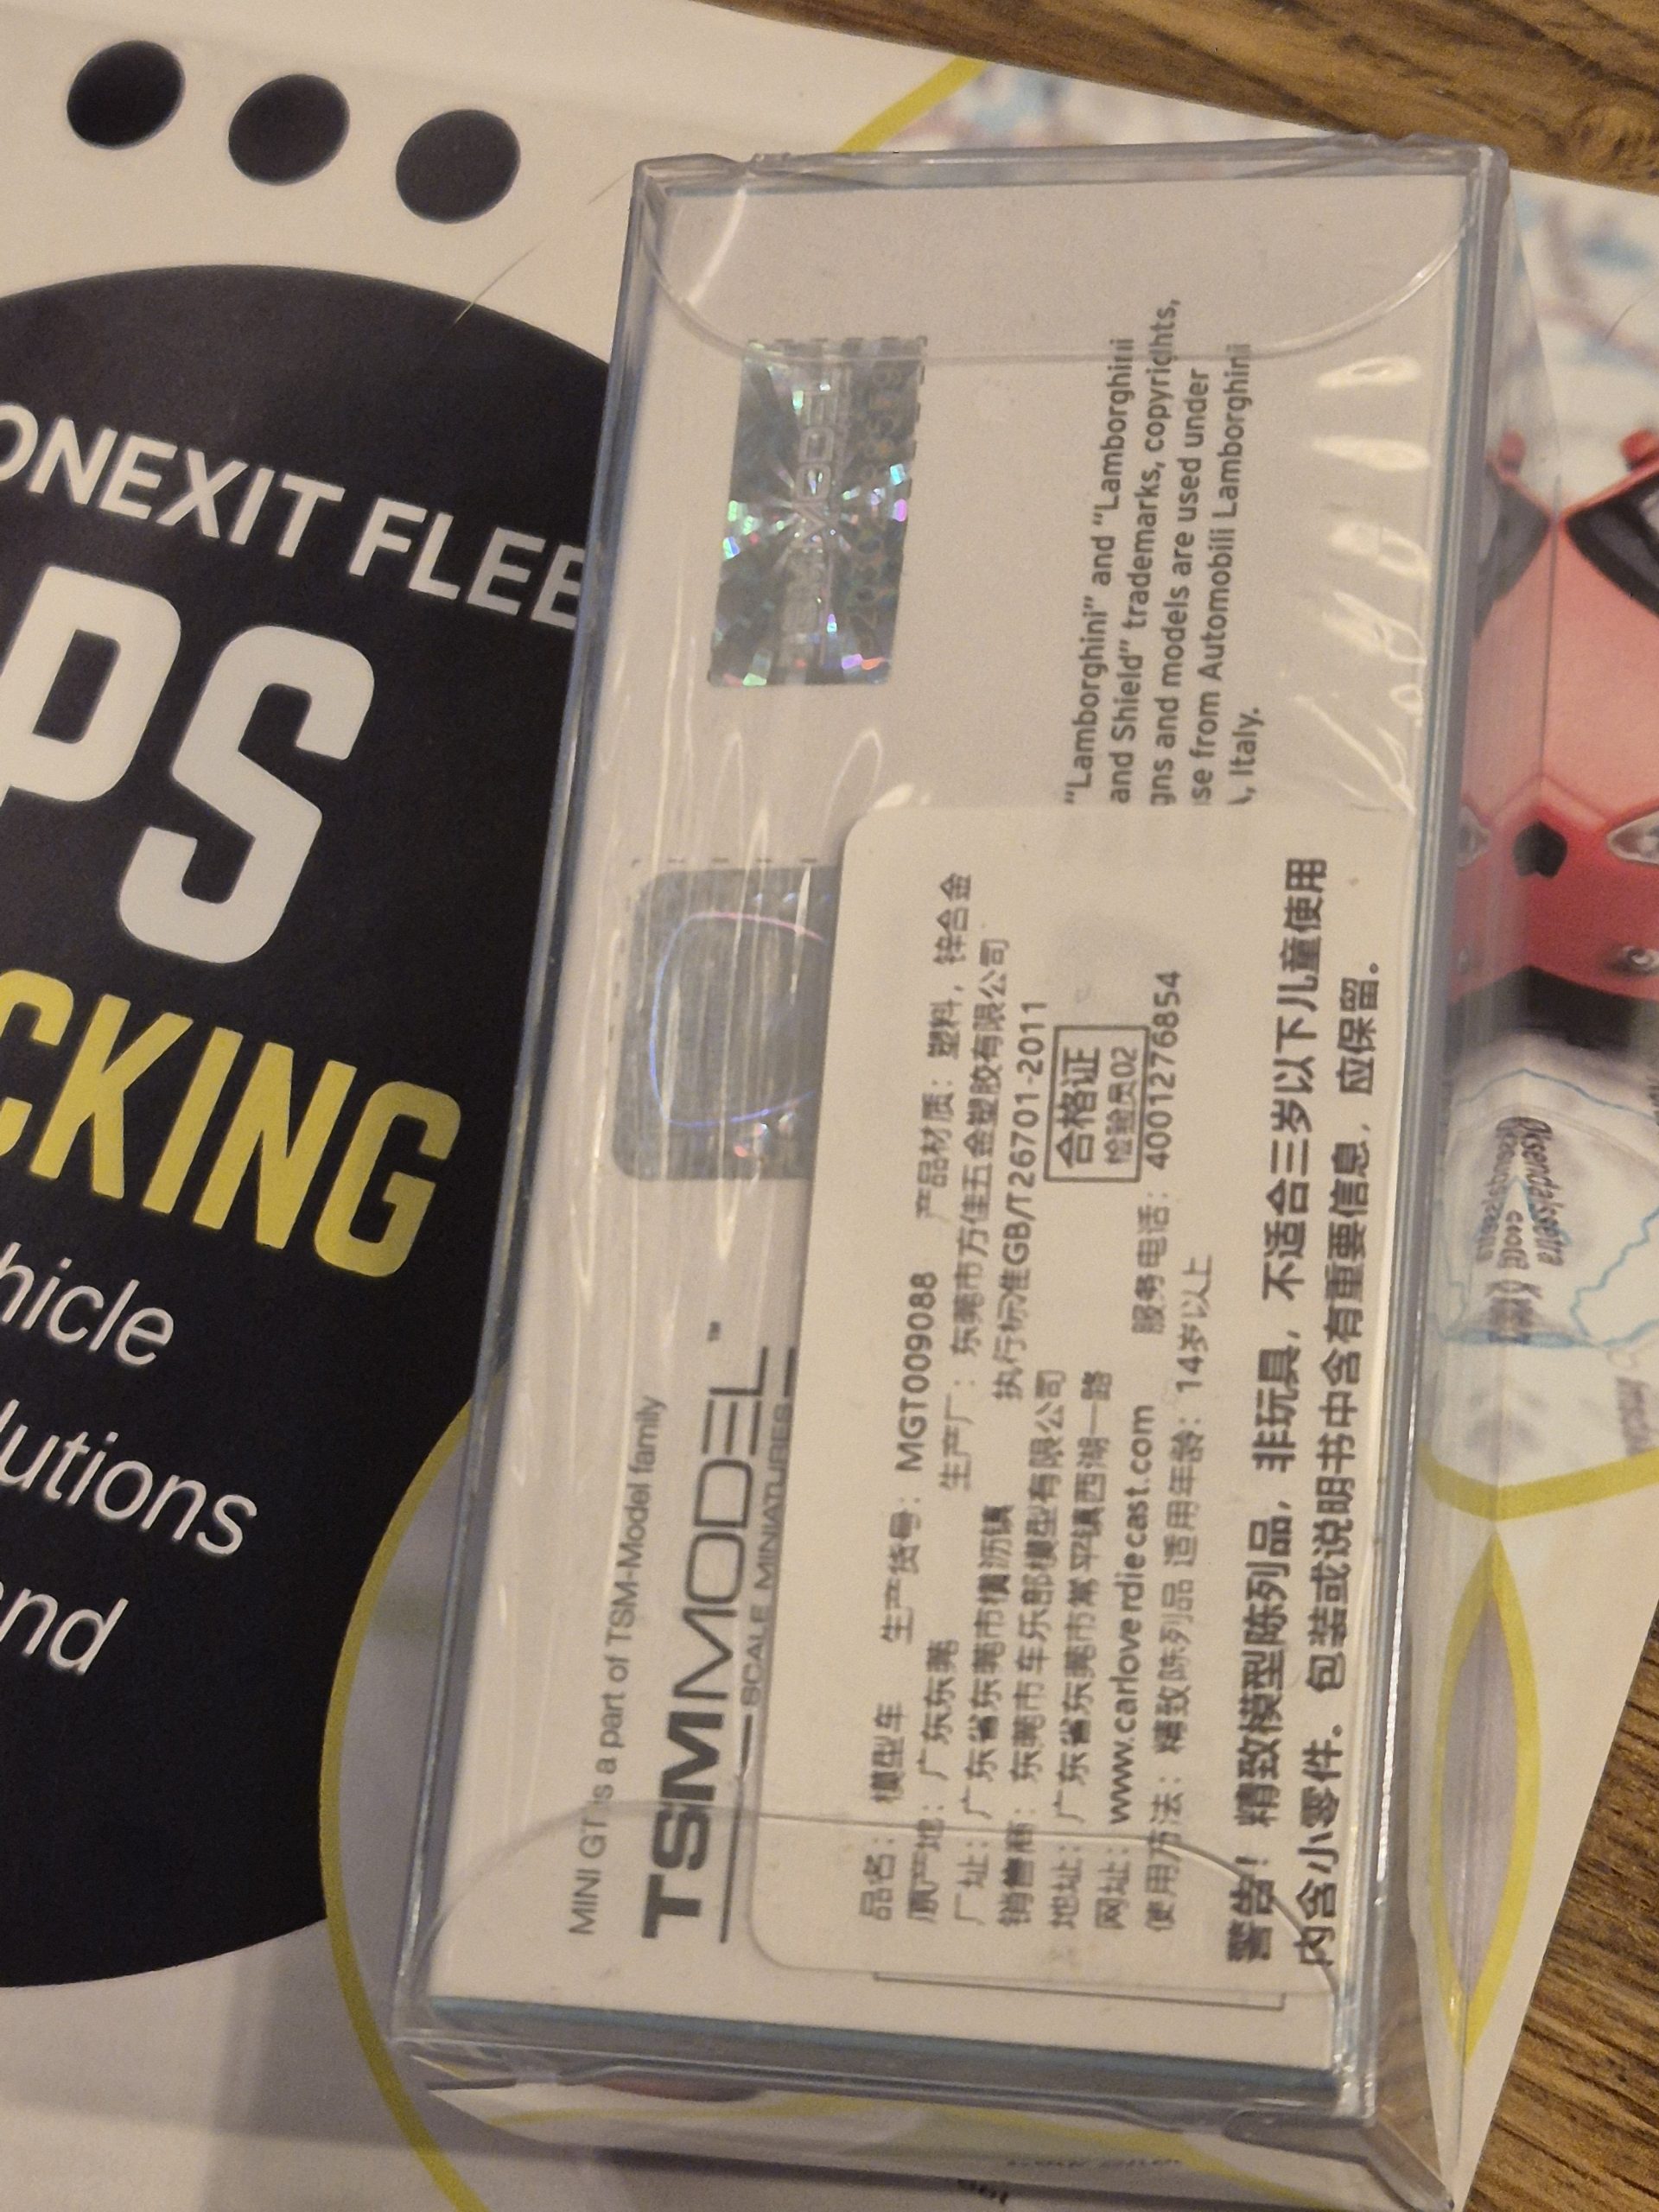 ONEXIT FLEE
PS
CKING
hicle
lutions
end
MINI GT is a part of TSM-Model family
TSMMODEL™
SCALE MINIATURES
TSM MODEL
"Lamborghini" and "Lamborghini
and Shield" trademarks, copyrights,
gns and models are used under
se from Automobili Lamborghini
, Italy.
品名：模型车 生产货号：MGT009088 产品材质：塑料，锌合金
原产地：广东东莞 生产厂：东莞市方佳五金塑胶有限公司
厂址：广东省东莞市横沥镇 执行标准GB/T26701-2011
销售商：东莞市车乐部模型有限公司
合格证
检验员02
地址：广东省东莞市常平镇西湖一路
网址：www.carloverdiecast.com 服务电话：4001276854
使用方法：精致陈列品 适用年龄：14岁以上
警告！精致模型陈列品，非玩具，不适合三岁以下儿童使用
内含小零件。包装或说明书中含有重要信息，应保留。